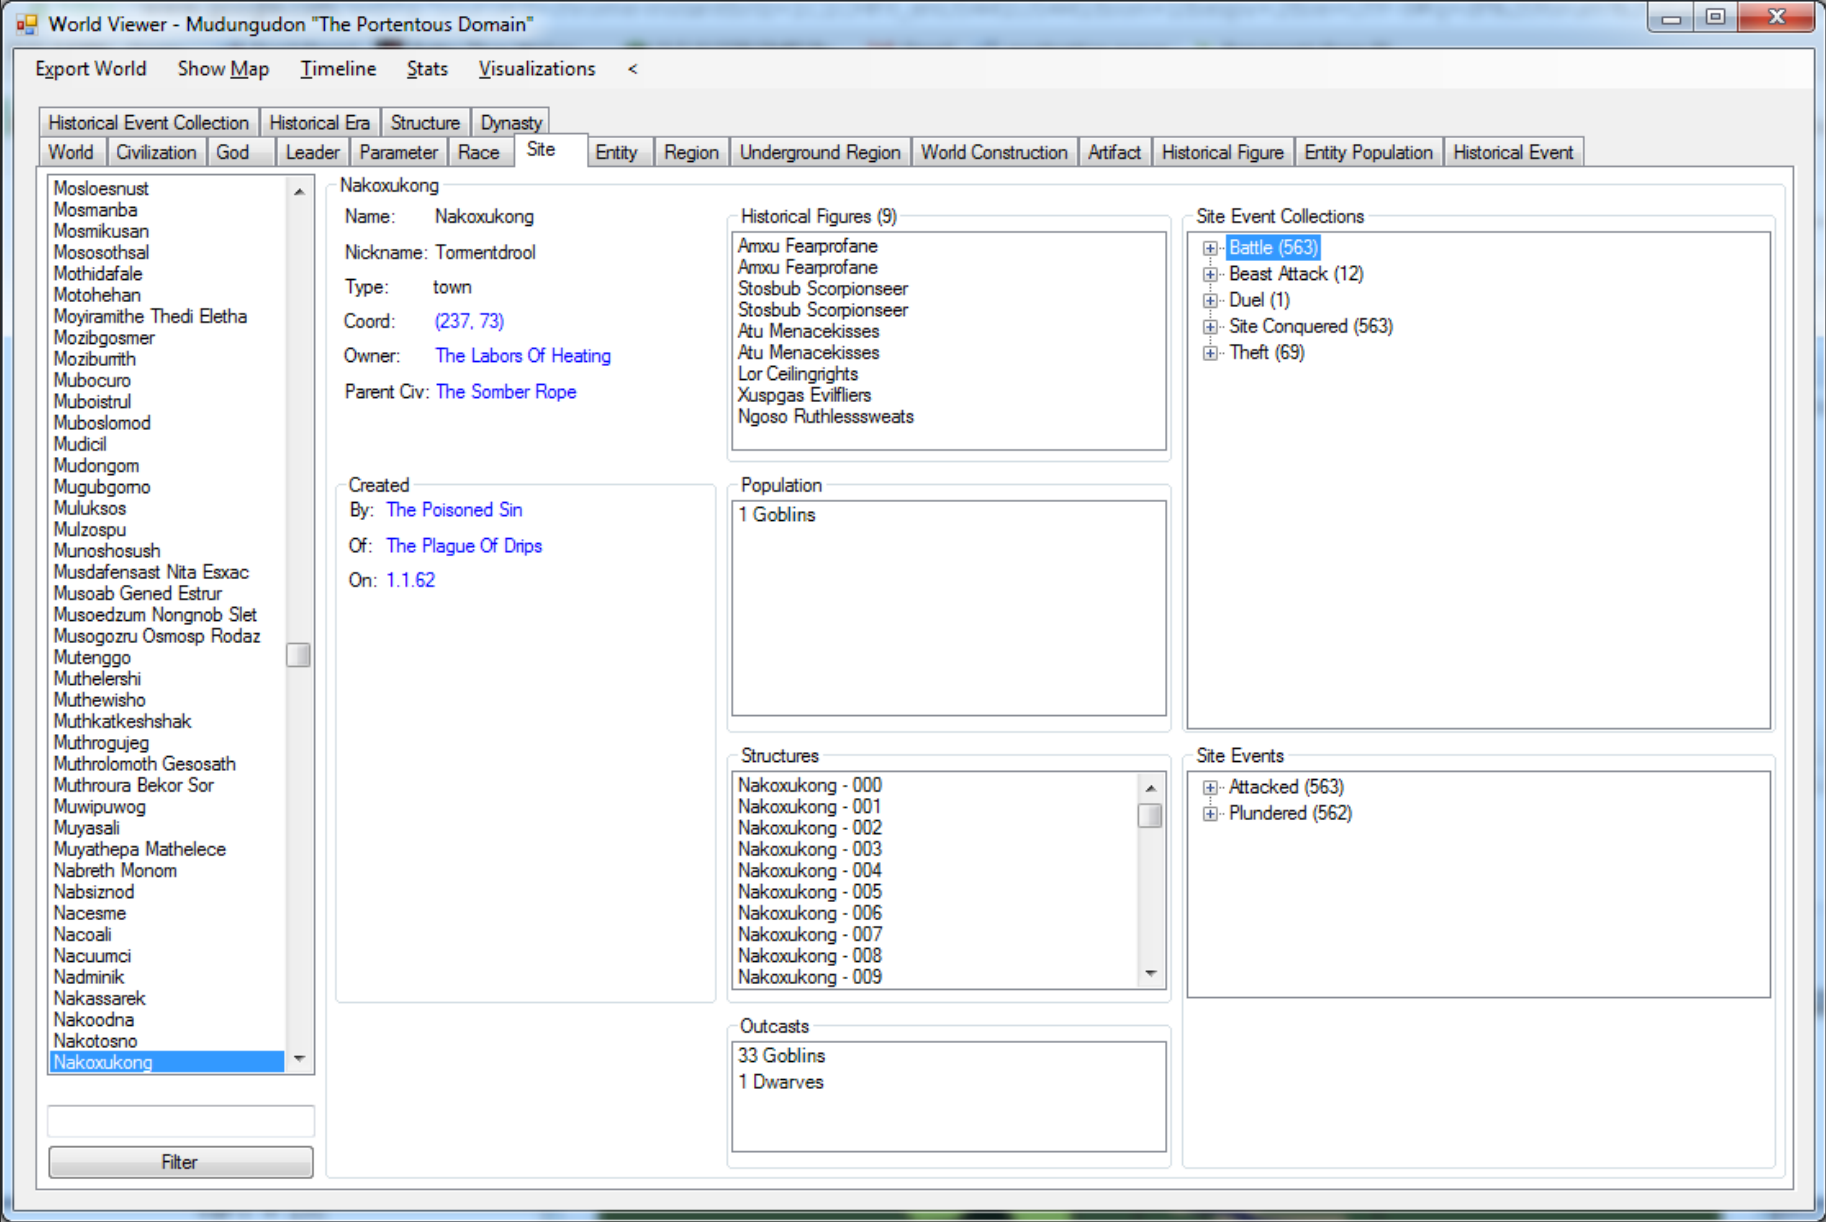 World Viewer - Mudungudon "The Portentous Domain"
Export World Show Map Timeline Stats Visualizations <
Historical Event Collection Historical Era Structure Dynasty
World Civilization God Leader Parameter Race Site Entity Region Underground Region World Construction Artifact Historical Figure Entity Population Historical Event
Mosloesnust
Mosmanba
Mosmikusan
Mososothsal
Mothidafale
Motohehan
Moyiramithe Thedi Eletha
Mozibgosmer
Moziburrith
Mubocuro
Muboistrul
Muboslomod
Mudicil
Mudongom
Mugubgomo
Muluksos
Mulzospu
Munoshosush
Musdafensast Nita Esxac
Musoab Gened Estrur
Musoedzum Nongnob Slet
Musogozru Osmosp Rodaz
Mutenggo
Muthelershi
Muthewisho
Muthkatkeshshak
Muthrogujeg
Muthrolomoth Gesosath
Muthroura Bekor Sor
Muwipuwog
Muyasali
Muyathepa Mathelece
Nabreth Monom
Nabsiznod
Nacesme
Nacoali
Nacuumci
Nadminik
Nakassarek
Nakoodna
Nakotosno
Nakoxukong
Filter
Nakoxukong
Name: Nakoxukong
Nickname: Tormentdrool
Type: town
Coord: (237, 73)
Owner: The Labors Of Heating
Parent Civ: The Somber Rope
Created
By: The Poisoned Sin
Of: The Plague Of Drips
On: 1.1.62
Historical Figures (9)
Amxu Fearprofane
Amxu Fearprofane
Stosbub Scorpionseer
Stosbub Scorpionseer
Atu Menacekisses
Atu Menacekisses
Lor Ceilingrights
Xuspgas Evilfliers
Ngoso Ruthlesssweats
Population
1 Goblins
Structures
Nakoxukong - 000
Nakoxukong - 001
Nakoxukong - 002
Nakoxukong - 003
Nakoxukong - 004
Nakoxukong - 005
Nakoxukong - 006
Nakoxukong - 007
Nakoxukong - 008
Nakoxukong - 009
Outcasts
33 Goblins
1 Dwarves
Site Event Collections
Battle (563)
Beast Attack (12)
Duel (1)
Site Conquered (563)
Theft (69)
Site Events
Attacked (563)
Plundered (562)